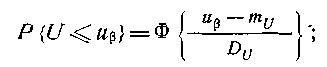 P {U ⩽ u_β} = Φ { (u_β − m_U) / D_U };